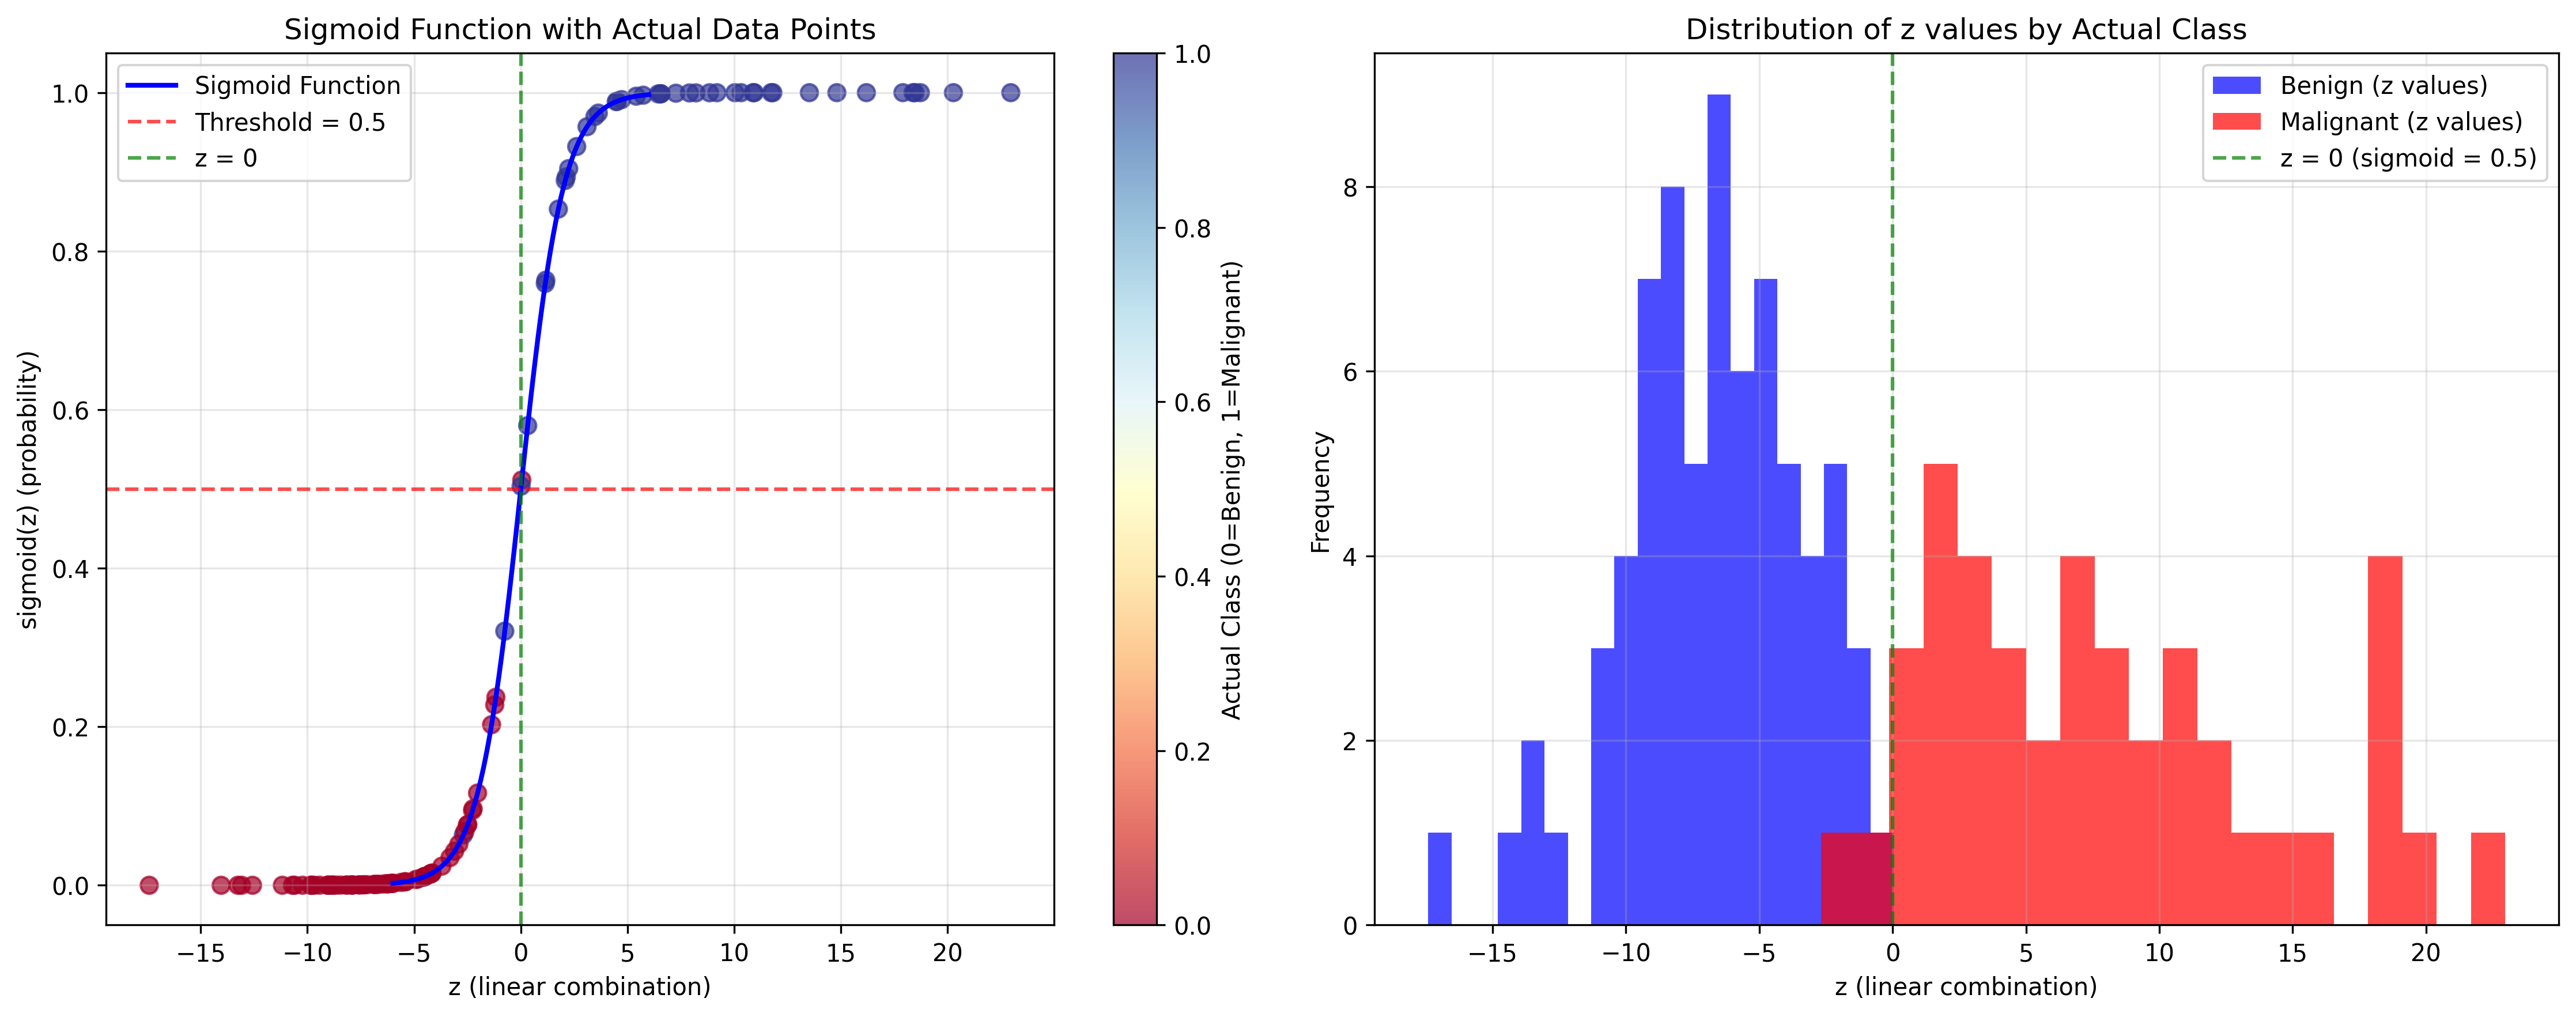 Sigmoid Function with Actual Data Points
Sigmoid Function
Threshold = 0.5
z = 0
sigmoid(z) (probability)
1.0
0.8
0.6
0.4
0.2
0.0
−15 −10 −5 0 5 10 15 20
z (linear combination)
1.0
0.8
0.6
0.4
0.2
0.0
Actual Class (0=Benign, 1=Malignant)
Distribution of z values by Actual Class
Benign (z values)
Malignant (z values)
z = 0 (sigmoid = 0.5)
Frequency
8
6
4
2
0
−15 −10 −5 0 5 10 15 20
z (linear combination)